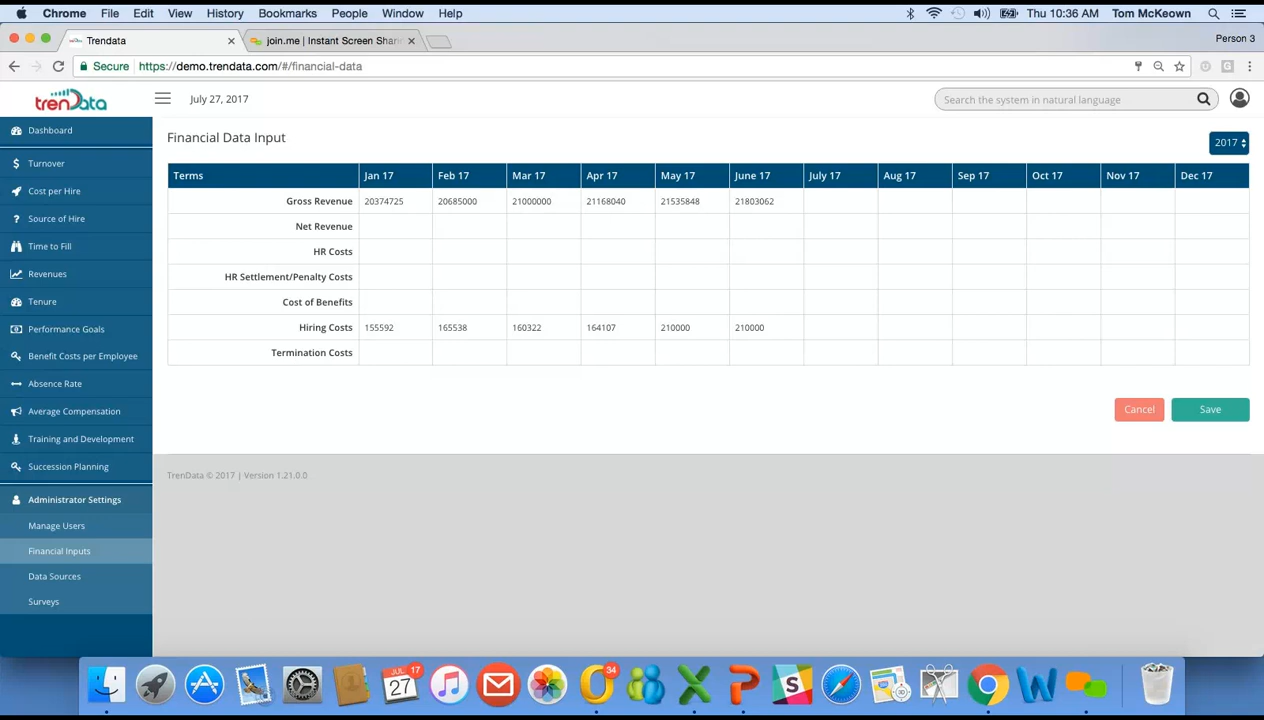 Chrome File Edit View History Bookmarks People Window Help Thu 10:36 AM Tom McKeown
Trendata join.me | Instant Screen Shari Person 3
Secure https://demo.trendata.com/#/financial-data
trenData July 27, 2017 Search the system in natural language
Dashboard
Turnover
Cost per Hire
Source of Hire
Time to Fill
Revenues
Tenure
Performance Goals
Benefit Costs per Employee
Absence Rate
Average Compensation
Training and Development
Succession Planning
Administrator Settings
Manage Users
Financial Inputs
Data Sources
Surveys
Financial Data Input
2017
Terms Jan 17 Feb 17 Mar 17 Apr 17 May 17 June 17 July 17 Aug 17 Sep 17 Oct 17 Nov 17 Dec 17
Gross Revenue 20374725 20685000 21000000 21168040 21535848 21803062
Net Revenue
HR Costs
HR Settlement/Penalty Costs
Cost of Benefits
Hiring Costs 155592 165538 160322 164107 210000 210000
Termination Costs
Cancel Save
TrenData © 2017 | Version 1.21.0.0
JUL 17
27
34